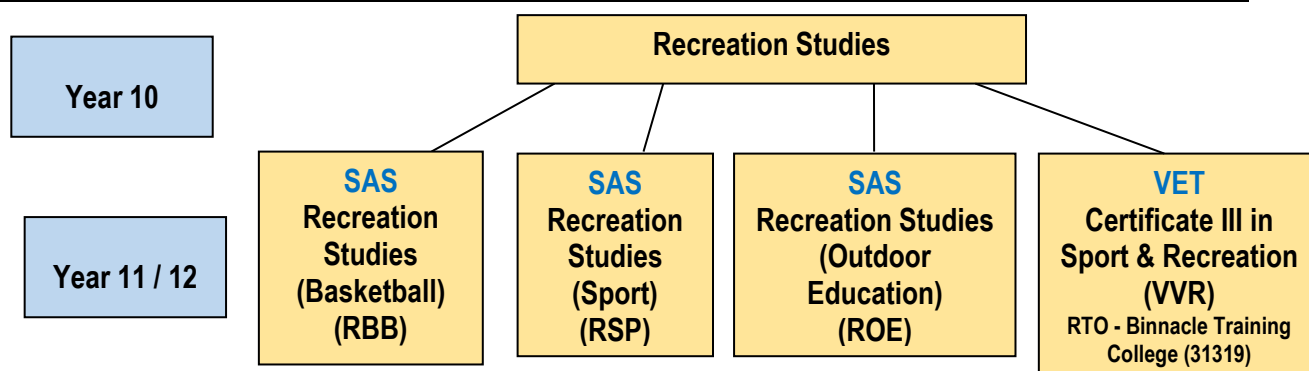 Recreation Studies
Year 10
SAS
Recreation
Studies
(Basketball)
(RBB)
SAS
Recreation
Studies
(Sport)
(RSP)
SAS
Recreation Studies
(Outdoor
Education)
(ROE)
VET
Certificate III in
Sport & Recreation
(VVR)
RTO - Binnacle Training
College (31319)
Year 11 / 12